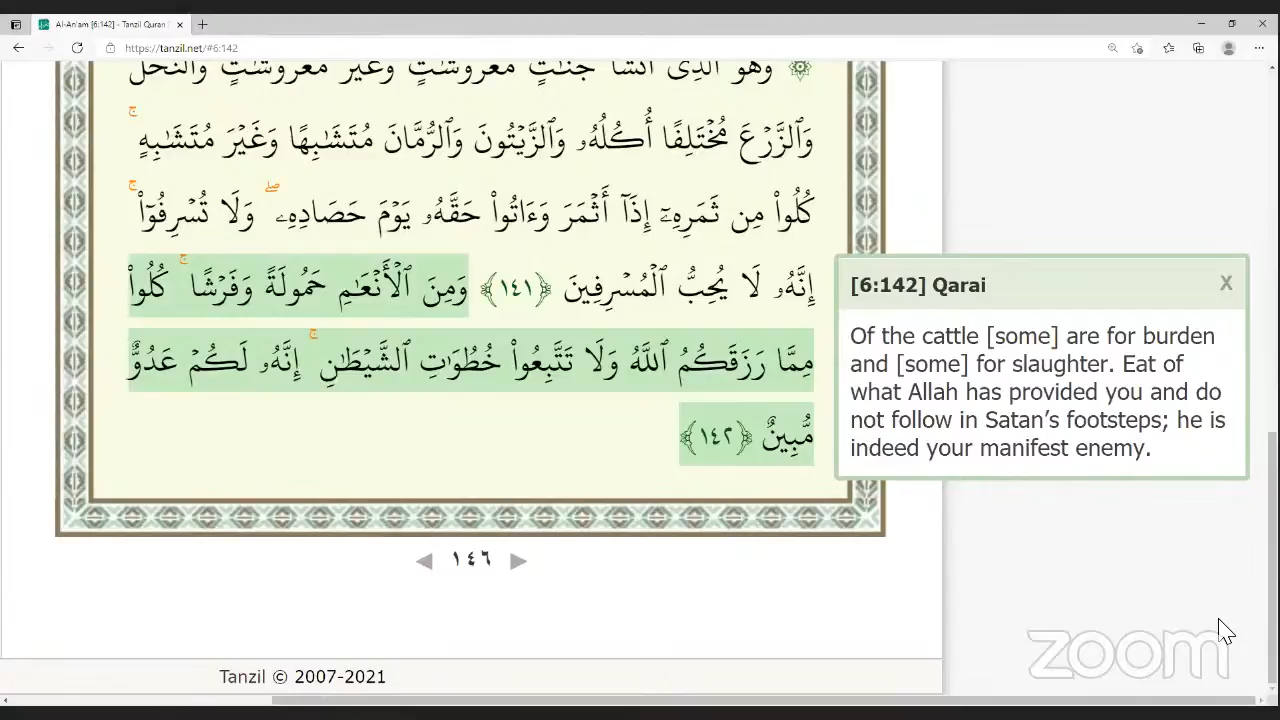 Al-An'am [6:142] - Tanzil Quran
https://tanzil.net/#6:142
۞ وَهُوَ ٱلَّذِىٓ أَنشَأَ جَنَّـٰتٍ مَّعْرُوشَـٰتٍ وَغَيْرَ مَعْرُوشَـٰتٍ وَٱلنَّخْلَ
وَٱلزَّرْعَ مُخْتَلِفًا أُكُلُهُۥ وَٱلزَّيْتُونَ وَٱلرُّمَّانَ مُتَشَـٰبِهًا وَغَيْرَ مُتَشَـٰبِهٍ ۚ
كُلُوا۟ مِن ثَمَرِهِۦٓ إِذَآ أَثْمَرَ وَءَاتُوا۟ حَقَّهُۥ يَوْمَ حَصَادِهِۦ ۖ وَلَا تُسْرِفُوٓا۟ ۚ
إِنَّهُۥ لَا يُحِبُّ ٱلْمُسْرِفِينَ ﴿١٤١﴾ وَمِنَ ٱلْأَنْعَـٰمِ حَمُولَةً وَفَرْشًا ۚ كُلُوا۟
مِمَّا رَزَقَكُمُ ٱللَّهُ وَلَا تَتَّبِعُوا۟ خُطُوَٰتِ ٱلشَّيْطَـٰنِ ۚ إِنَّهُۥ لَكُمْ عَدُوٌّ
مُّبِينٌ ﴿١٤٢﴾
[6:142] Qarai X
Of the cattle [some] are for burden
and [some] for slaughter. Eat of
what Allah has provided you and do
not follow in Satan’s footsteps; he is
indeed your manifest enemy.
١٤٦
zoom
Tanzil © 2007-2021